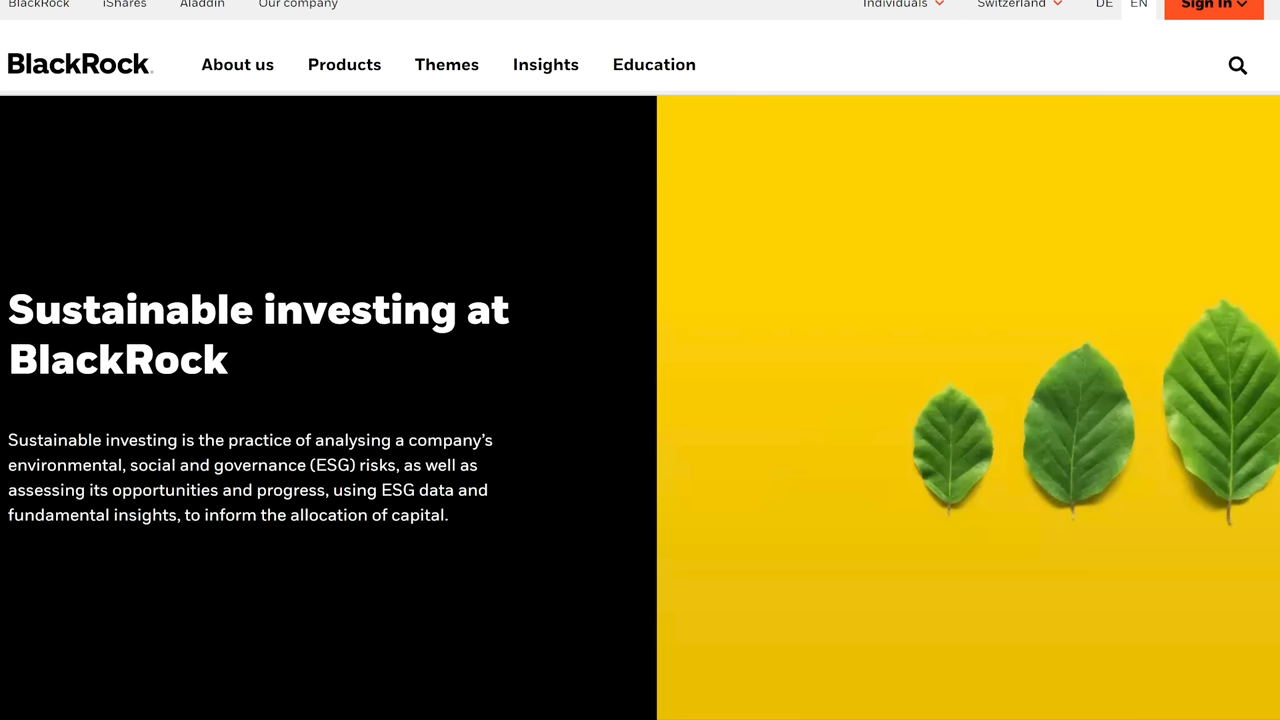 BlackRock iShares Aladdin Our company Individuals Switzerland DE EN Sign In
BlackRock. About us Products Themes Insights Education
Sustainable investing at
BlackRock
Sustainable investing is the practice of analysing a company’s
environmental, social and governance (ESG) risks, as well as
assessing its opportunities and progress, using ESG data and
fundamental insights, to inform the allocation of capital.